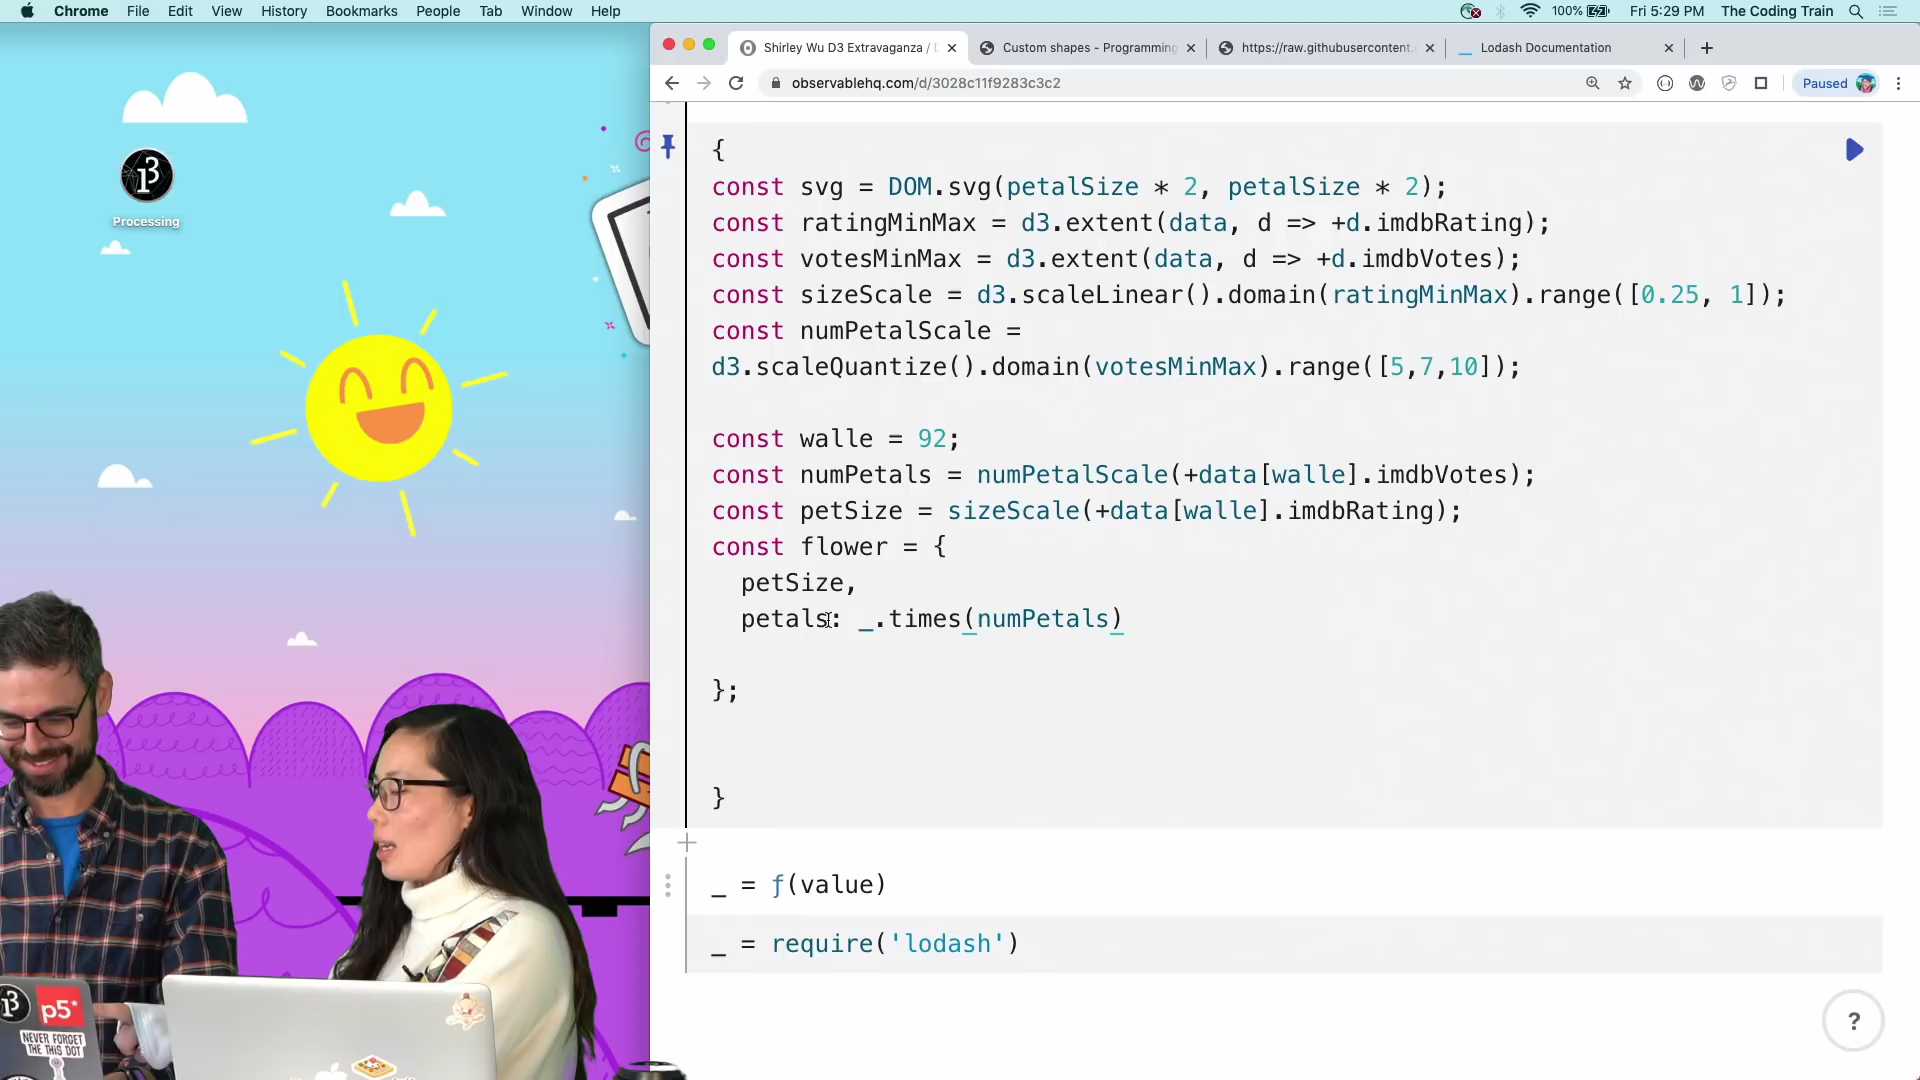 Chrome File Edit View History Bookmarks People Tab Window Help 100% Fri 5:29 PM The Coding Train
Shirley Wu D3 Extravaganza / Custom shapes - Programming https://raw.githubusercontent. Lodash Documentation
observablehq.com/d/3028c11f9283c3c2 Paused
Processing
{
const svg = DOM.svg(petalSize * 2, petalSize * 2);
const ratingMinMax = d3.extent(data, d => +d.imdbRating);
const votesMinMax = d3.extent(data, d => +d.imdbVotes);
const sizeScale = d3.scaleLinear().domain(ratingMinMax).range([0.25, 1]);
const numPetalScale =
d3.scaleQuantize().domain(votesMinMax).range([5,7,10]);
const walle = 92;
const numPetals = numPetalScale(+data[walle].imdbVotes);
const petSize = sizeScale(+data[walle].imdbRating);
const flower = {
petSize,
petals: _.times(numPetals)
};
}
_ = ƒ(value)
_ = require('lodash')
?
p5*
NEVER FORGET
THE THIS DOT